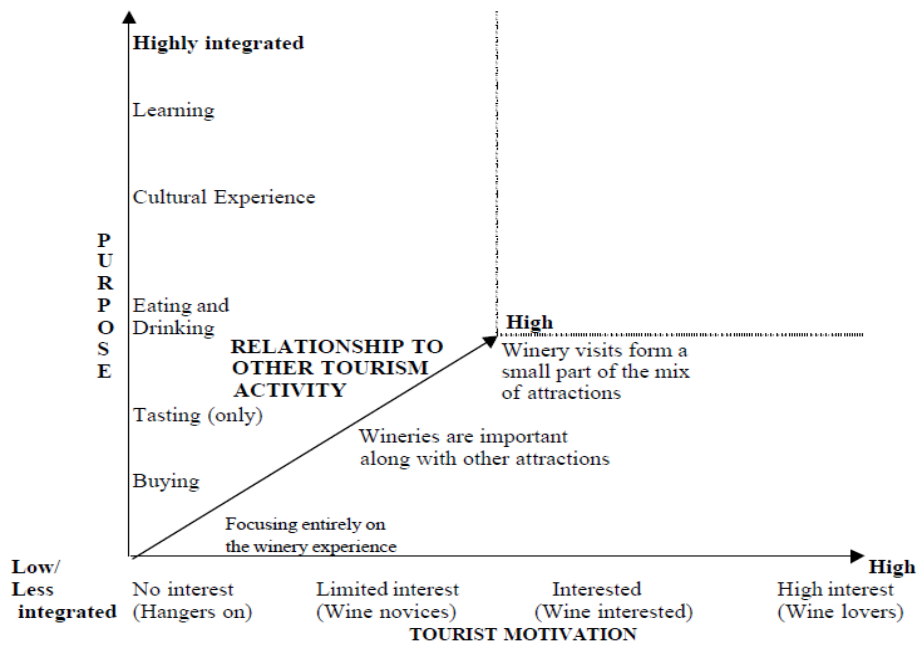 Highly integrated
Learning
Cultural Experience
PURPOSE
Eating and
Drinking
High
RELATIONSHIP TO
OTHER TOURISM
ACTIVITY
Winery visits form a
small part of the mix
of attractions
Tasting (only)
Wineries are important
along with other attractions
Buying
Focusing entirely on
the winery experience
Low/
Less
integrated
High
No interest
(Hangers on)
Limited interest
(Wine novices)
Interested
(Wine interested)
High interest
(Wine lovers)
TOURIST MOTIVATION